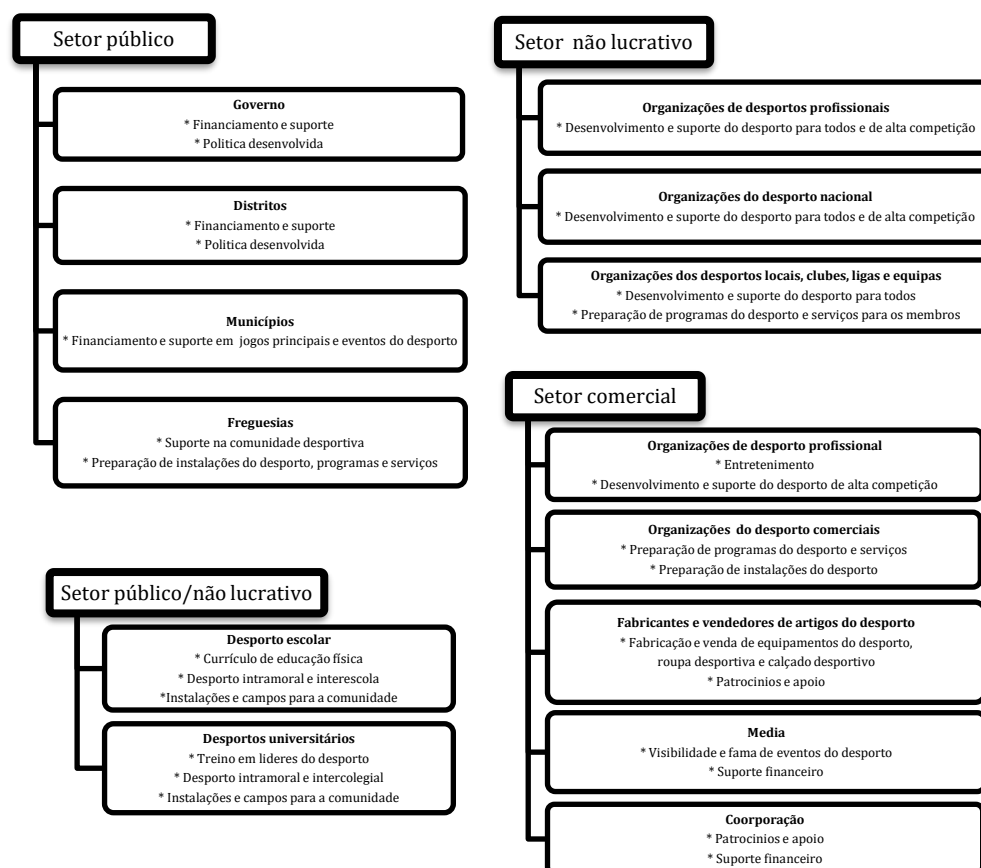 Setor público
Governo
* Financiamento e suporte
* Politica desenvolvida
Distritos
* Financiamento e suporte
* Politica desenvolvida
Municípios
* Financiamento e suporte em jogos principais e eventos do desporto
Freguesias
* Suporte na comunidade desportiva
* Preparação de instalações do desporto, programas e serviços
Setor público/não lucrativo
Desporto escolar
* Currículo de educação física
* Desporto intramoral e interescola
*Instalações e campos para a comunidade
Desportos universitários
* Treino em lideres do desporto
* Desporto intramoral e intercolegial
* Instalações e campos para a comunidade
Setor não lucrativo
Organizações de desportos profissionais
* Desenvolvimento e suporte do desporto para todos e de alta competição
Organizações do desporto nacional
* Desenvolvimento e suporte do desporto para todos e de alta competição
Organizações dos desportos locais, clubes, ligas e equipas
* Desenvolvimento e suporte do desporto para todos
* Preparação de programas do desporto e serviços para os membros
Setor comercial
Organizações de desporto profissional
* Entretenimento
* Desenvolvimento e suporte do desporto de alta competição
Organizações do desporto comerciais
* Preparação de programas do desporto e serviços
* Preparação de instalações do desporto
Fabricantes e vendedores de artigos do desporto
* Fabricação e venda de equipamentos do desporto,
roupa desportiva e calçado desportivo
* Patrocinios e apoio
Media
* Visibilidade e fama de eventos do desporto
* Suporte financeiro
Coorporação
* Patrocinios e apoio
* Suporte financeiro